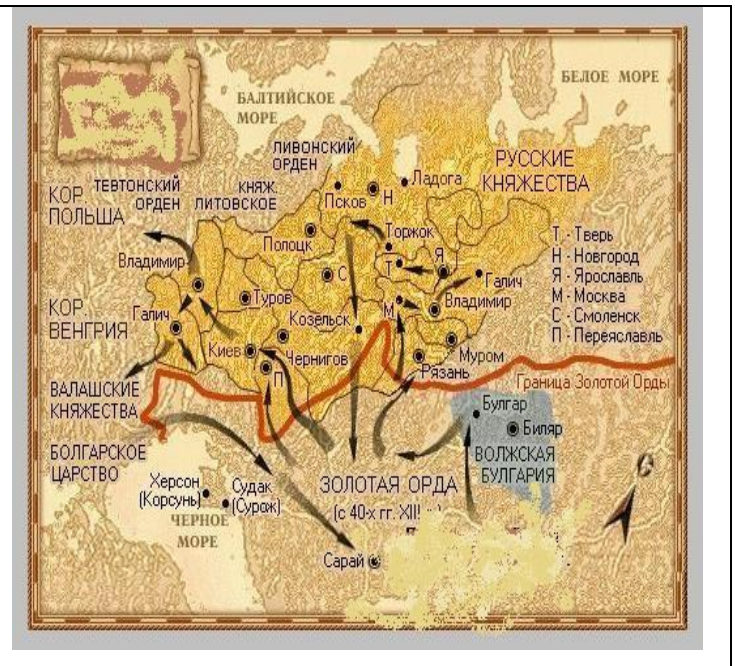 БЕЛОЕ МОРЕ
БАЛТИЙСКОЕ
МОРЕ
ЛИВОНСКИЙ
ОРДЕН
РУССКИЕ
КНЯЖЕСТВА
КОР.
ПОЛЬША
ТЕВТОНСКИЙ
ОРДЕН
КНЯЖ.
ЛИТОВСКОЕ
Псков
Н
Ладога
Полоцк
Торжок
Т
Я
Галич
Т - Тверь
Н - Новгород
Я - Ярославль
М - Москва
С - Смоленск
П - Переяславль
Владимир
С
Туров
М
Владимир
КОР.
ВЕНГРИЯ
Галич
Козельск
Киев
Чернигов
П
Муром
Рязань
Граница Золотой Орды
ВАЛАШСКИЕ
КНЯЖЕСТВА
Булгар
Биляр
ВОЛЖСКАЯ
БУЛГАРИЯ
БОЛГАРСКОЕ
ЦАРСТВО
Херсон
(Корсунь)
Судак
(Сурож)
ЗОЛОТАЯ ОРДА
(с 40-х гг.
ЧЕРНОЕ
МОРЕ
Сарай